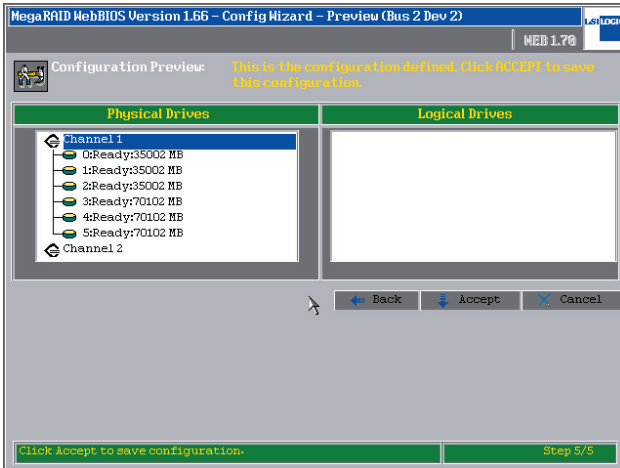 MegaRAID WebBIOS Version 1.66 - Config Wizard - Preview (Bus 2 Dev 2)
LSI LOGIC
WEB 1.70
Configuration Preview:
This is the configuration defined. Click ACCEPT to save
this configuration.
Physical Drives
Logical Drives
Channel 1
0:Ready:35002 MB
1:Ready:35002 MB
2:Ready:35002 MB
3:Ready:70102 MB
4:Ready:70102 MB
5:Ready:70102 MB
Channel 2
Back
Accept
Cancel
Click Accept to save configuration.
Step 5/5